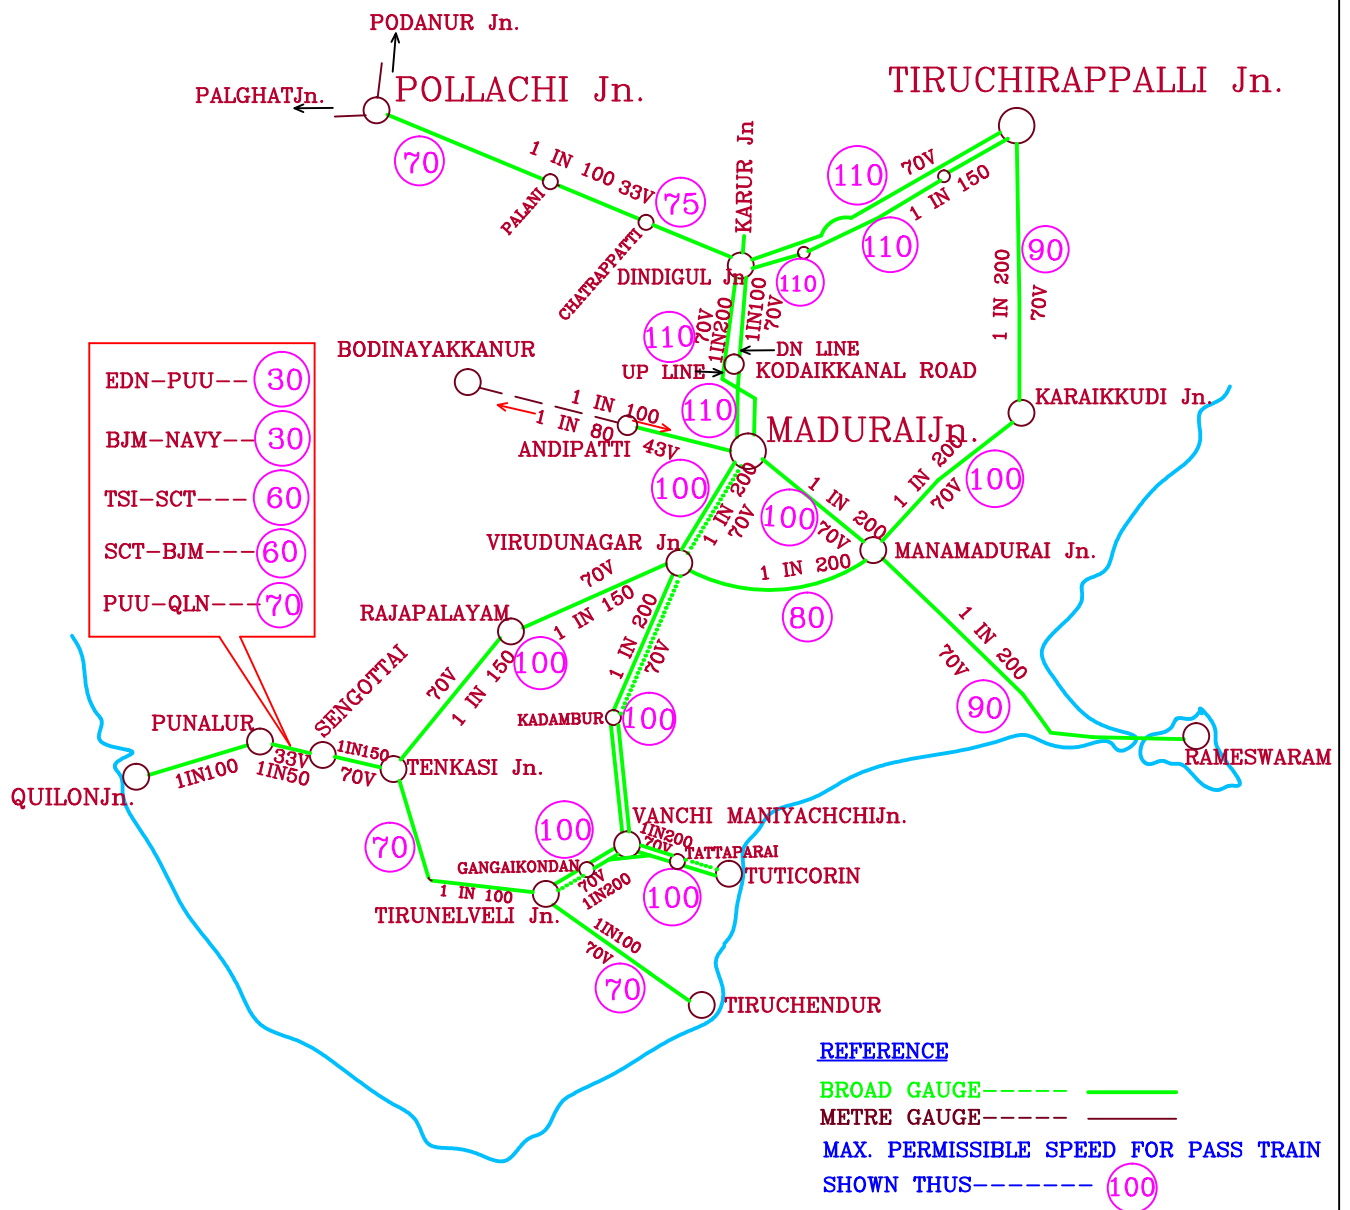 PODANUR Jn.
PALGHATJn.
POLLACHI Jn.
TIRUCHIRAPPALLI Jn.
70
1 IN 100
33V
75
PALANI
CHATRAPPATTI
KARUR Jn
110
70V
1 IN 150
110
110
90
1 IN 200
70V
DINDIGUL Jn
110
70V
1IN200
1IN100
70V
DN LINE
UP LINE
KODAIKKANAL ROAD
BODINAYAKKANUR
1 IN 100
1 IN 80
43V
ANDIPATTI
110
MADURAIJn.
KARAIKKUDI Jn.
1 IN 200
70V
100
100
1 IN 200
70V
100
1 IN 200
70V
EDN-PUU-- 30
BJM-NAVY-- 30
TSI-SCT--- 60
SCT-BJM--- 60
PUU-QLN--- 70
VIRUDUNAGAR Jn.
MANAMADURAI Jn.
1 IN 200
80
70V
1 IN 150
RAJAPALAYAM
100
1 IN 200
70V
1 IN 200
70V
90
70V
1 IN 150
SENGOTTAI
PUNALUR
KADAMBUR
100
33V
1IN50
1IN150
70V
TENKASI Jn.
1IN100
QUILONJn.
RAMESWARAM
VANCHI MANIYACHCHIJn.
100
1IN200
70V
TATTAPARAI
GANGAIKONDAN
70V
1IN200
100
TUTICORIN
70
1 IN 100
TIRUNELVELI Jn.
1IN100
70V
70
TIRUCHENDUR
REFERENCE
BROAD GAUGE-----
METRE GAUGE-----
MAX. PERMISSIBLE SPEED FOR PASS TRAIN
SHOWN THUS------- 100